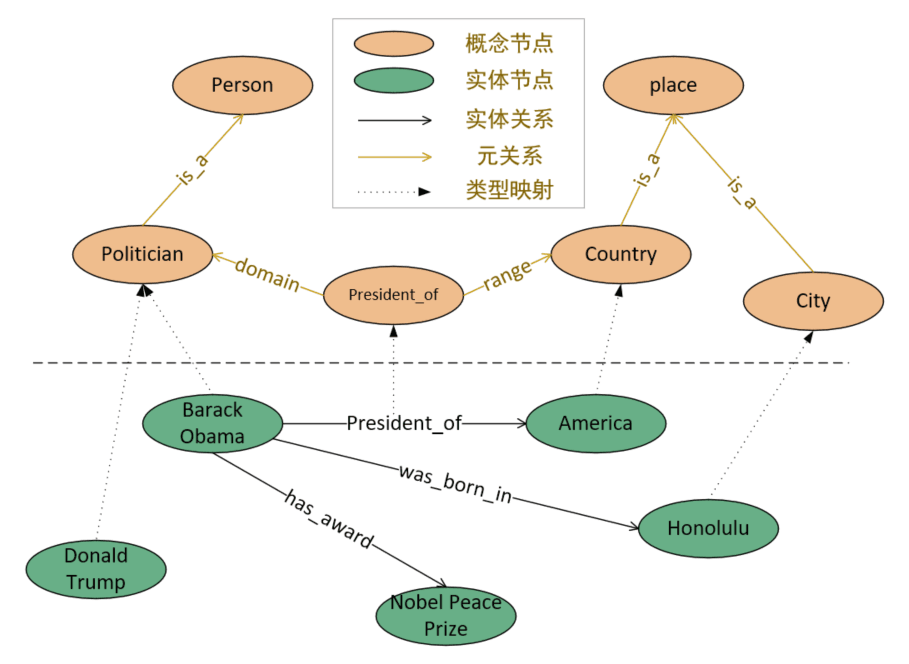 概念节点
实体节点
实体关系
元关系
类型映射
Person
place
is_a
is_a
is_a
Politician
domain
President_of
range
Country
City
Barack
Obama
President_of
America
was_born_in
has_award
Honolulu
Donald
Trump
Nobel Peace
Prize